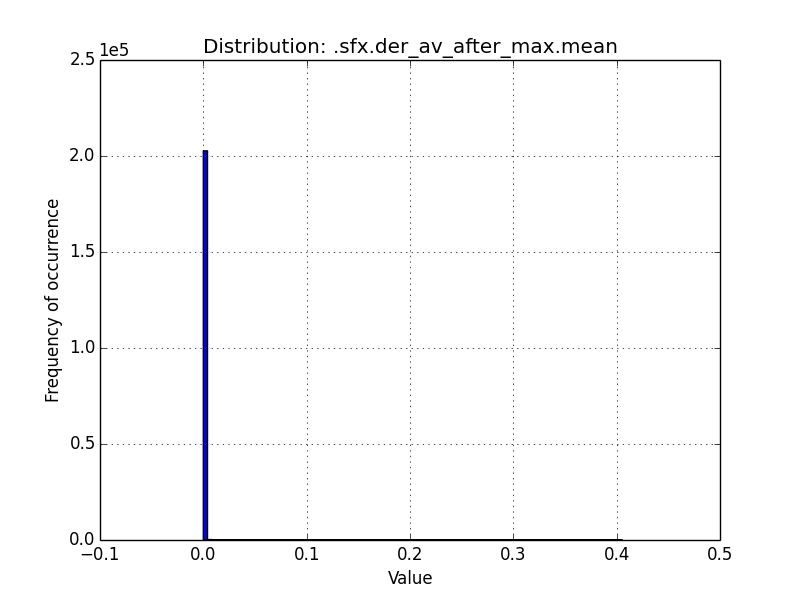 Distribution: .sfx.der_av_after_max.mean
1e5
2.5
2.0
1.5
1.0
0.5
0.0
Frequency of occurrence
−0.1 0.0 0.1 0.2 0.3 0.4 0.5
Value